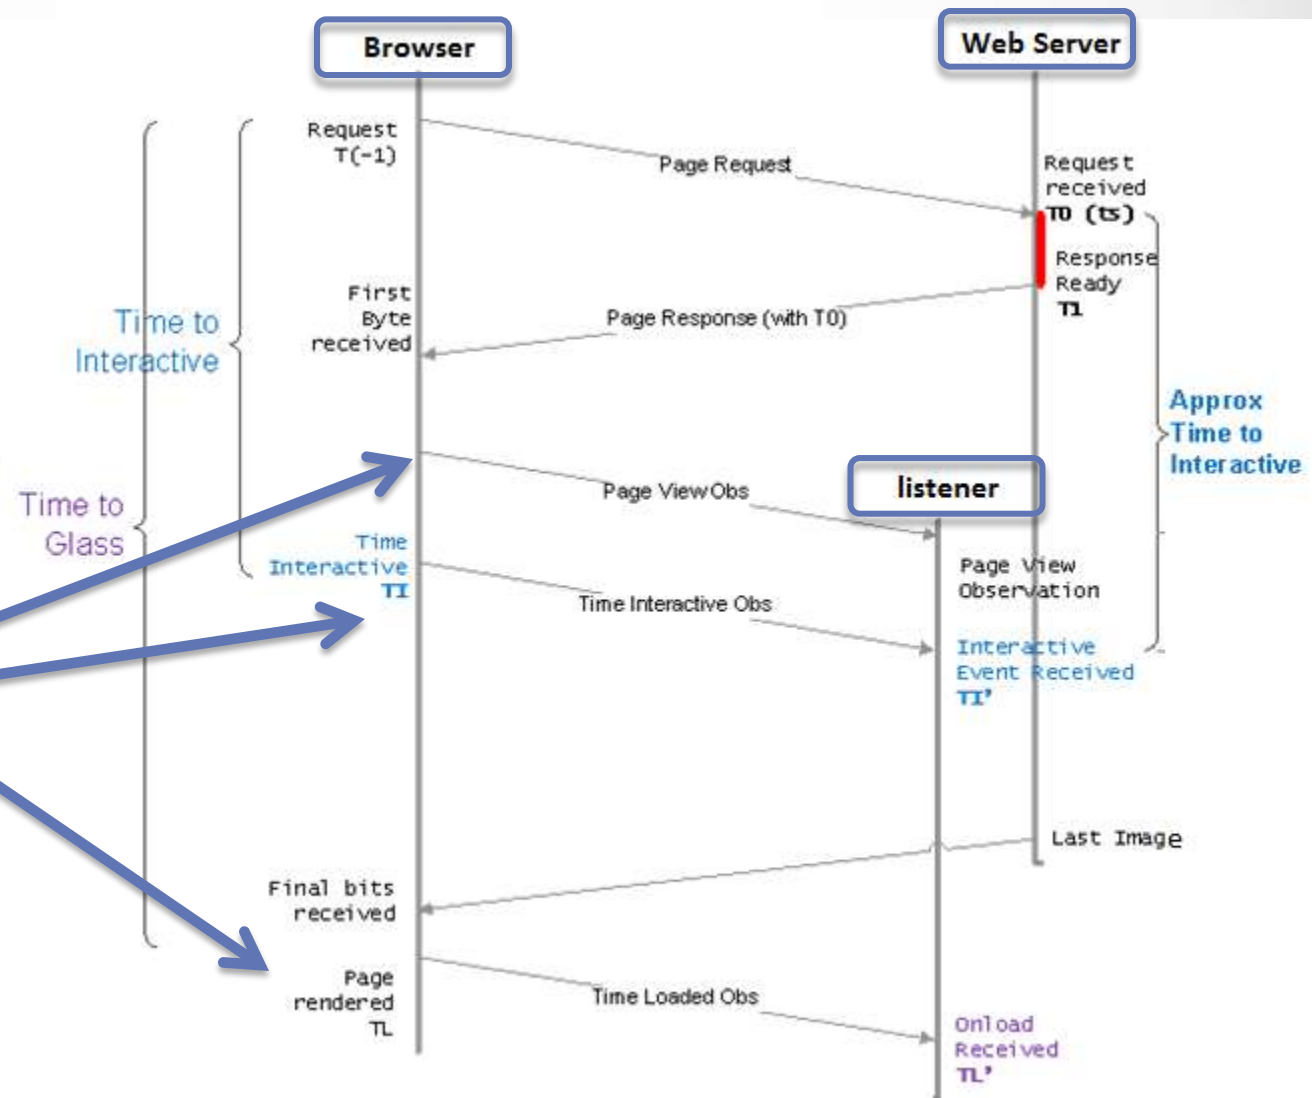 Browser
Web Server
Request
T(-1)
Page Request
Request
received
T0 (ts)
Response
Ready
T1
First
Byte
received
Page Response (with T0)
Time to
Interactive
Approx
Time to
Interactive
Page View Obs
listener
Time to
Glass
Time
Interactive
TI
Time Interactive Obs
Page View
Observation
Interactive
Event Received
TI'
Last Image
Final bits
received
Page
rendered
TL
Time Loaded Obs
Onload
Received
TL'